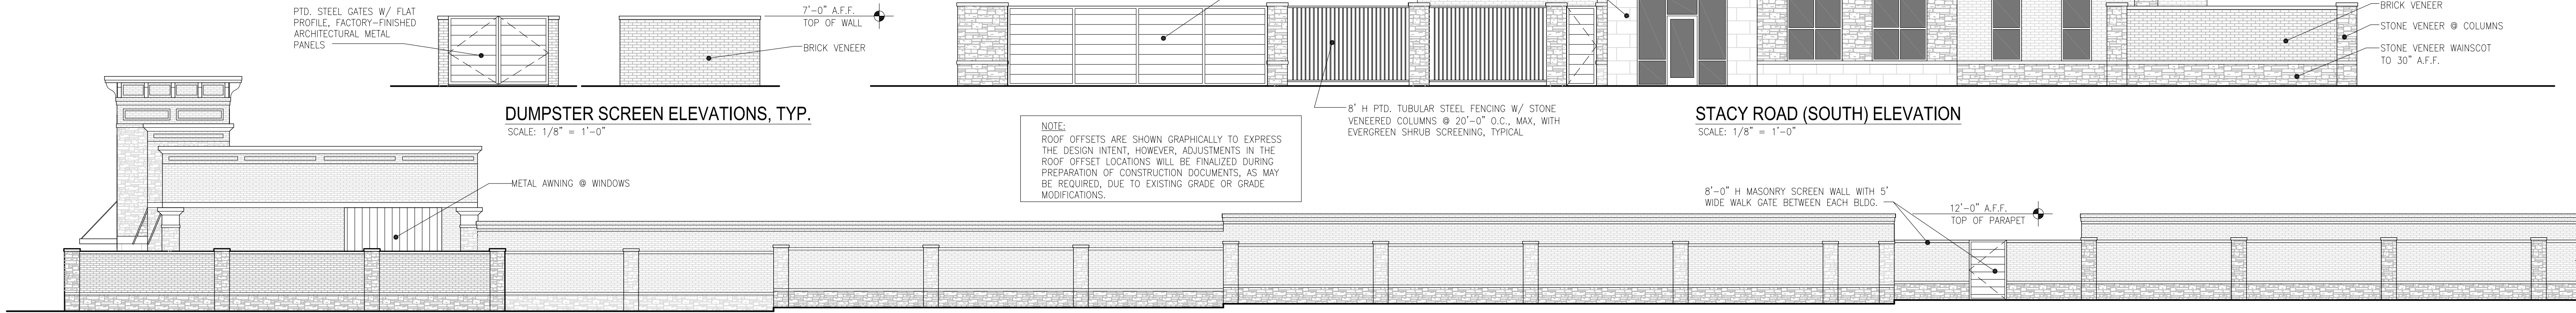 PTD. STEEL GATES W/ FLAT
PROFILE, FACTORY-FINISHED
ARCHITECTURAL METAL
PANELS
7'-0" A.F.F.
TOP OF WALL
BRICK VENEER
BRICK VENEER
STONE VENEER @ COLUMNS
STONE VENEER WAINSCOT
TO 30" A.F.F.
DUMPSTER SCREEN ELEVATIONS, TYP.
SCALE: 1/8" = 1'-0"
NOTE:
ROOF OFFSETS ARE SHOWN GRAPHICALLY TO EXPRESS
THE DESIGN INTENT, HOWEVER, ADJUSTMENTS IN THE
ROOF OFFSET LOCATIONS WILL BE FINALIZED DURING
PREPARATION OF CONSTRUCTION DOCUMENTS, AS MAY
BE REQUIRED, DUE TO EXISTING GRADE OR GRADE
MODIFICATIONS.
8' H PTD. TUBULAR STEEL FENCING W/ STONE
VENEERED COLUMNS @ 20'-0" O.C., MAX, WITH
EVERGREEN SHRUB SCREENING, TYPICAL
STACY ROAD (SOUTH) ELEVATION
SCALE: 1/8" = 1'-0"
METAL AWNING @ WINDOWS
8'-0" H MASONRY SCREEN WALL WITH 5'
WIDE WALK GATE BETWEEN EACH BLDG.
12'-0" A.F.F.
TOP OF PARAPET